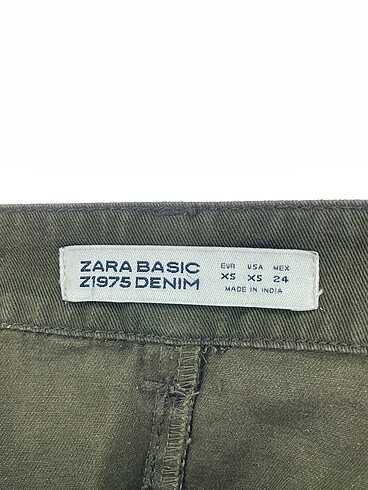 ZARA BASIC
Z1975 DENIM
EUR USA MEX
XS XS 24
MADE IN INDIA